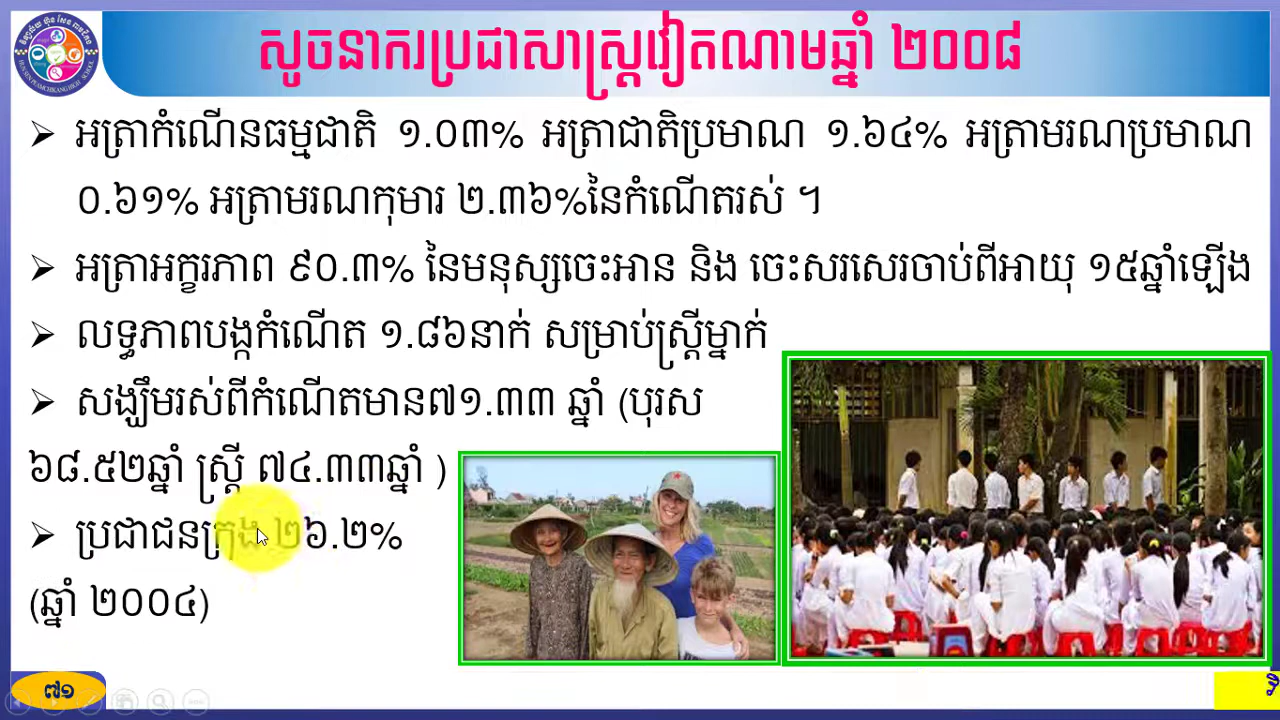 សូចនាករប្រជាសាស្ត្រវៀតណាមឆ្នាំ ២០០៨
➢ អត្រាកំណើនធម្មជាតិ ១.០៣% អត្រាជាតិប្រមាណ ១.៦៤% អត្រាមរណប្រមាណ
០.៦១% អត្រាមរណកុមារ ២.៣៦%នៃកំណើតរស់ ។
➢ អត្រាអក្ខរភាព ៩០.៣% នៃមនុស្សចេះអាន និង ចេះសរសេរចាប់ពីអាយុ ១៥ឆ្នាំឡើង
➢ លទ្ធភាពបង្កកំណើត ១.៨៦នាក់ សម្រាប់ស្ត្រីម្នាក់
➢ សង្ឃឹមរស់ពីកំណើតមាន៧១.៣៣ ឆ្នាំ (បុរស
៦៨.៥២ឆ្នាំ ស្ត្រី ៧៤.៣៣ឆ្នាំ )
➢ ប្រជាជនក្រុង ២៦.២%
(ឆ្នាំ ២០០៤)
៧១